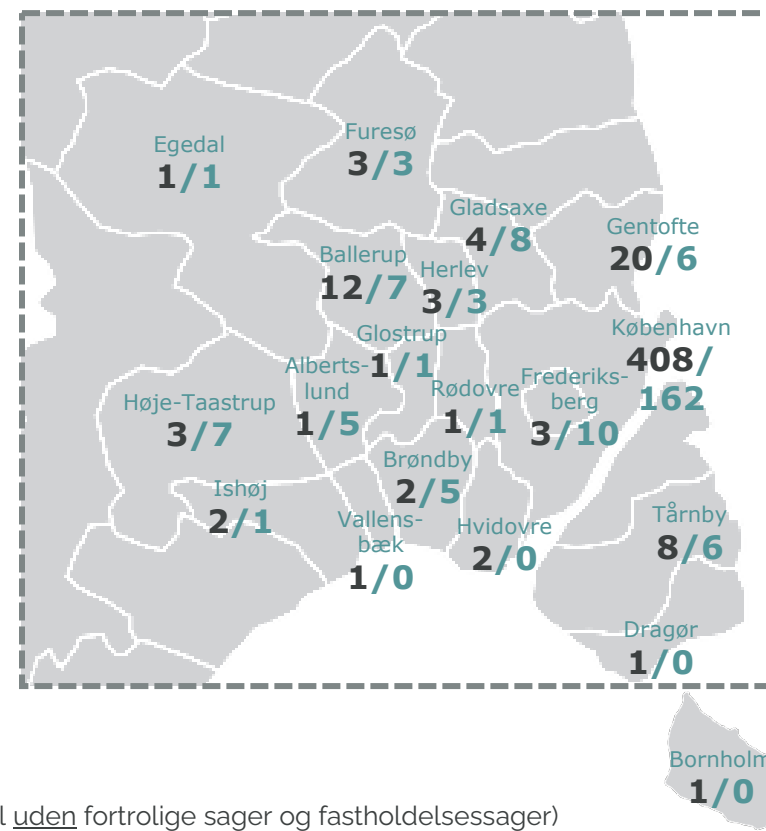 Egedal
1/1
Furesø
3/3
Gladsaxe
4/8
Gentofte
20/6
Ballerup
12/7
Herlev
3/3
København
408/
162
Glostrup
1/1
Alberts-
lund
1/5
Rødovre
1/1
Frederiks-
berg
3/10
Høje-Taastrup
3/7
Brøndby
2/5
Ishøj
2/1
Vallens-
bæk
1/0
Hvidovre
2/0
Tårnby
8/6
Dragør
1/0
Bornholm
1/0
l uden fortrolige sager og fastholdelsessager)